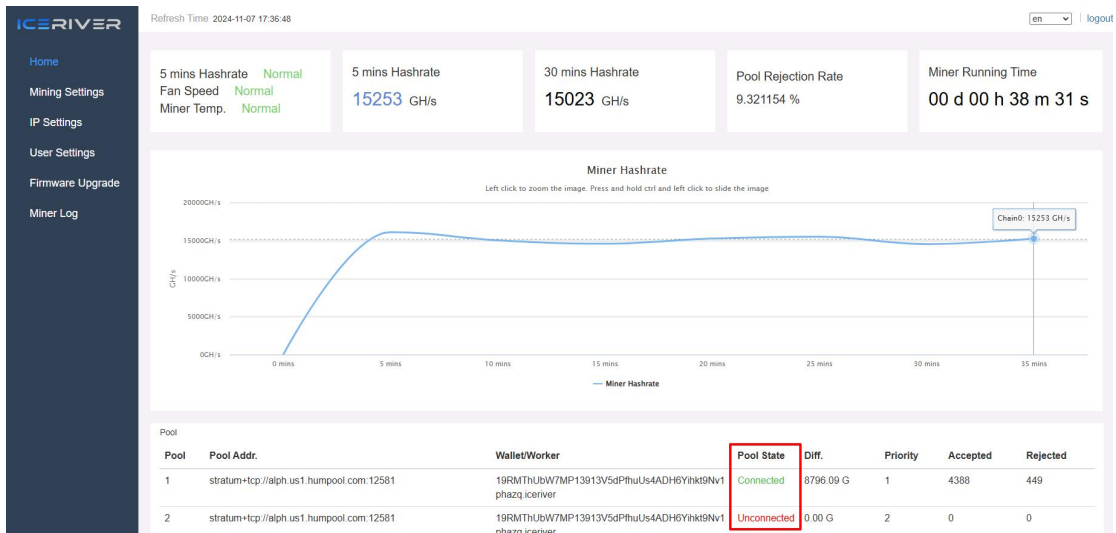 ICERIVER
Refresh Time 2024-11-07 17:36:48
en
logout
Home
Mining Settings
IP Settings
User Settings
Firmware Upgrade
Miner Log
5 mins Hashrate Normal
Fan Speed Normal
Miner Temp. Normal
5 mins Hashrate
15253 GH/s
30 mins Hashrate
15023 GH/s
Pool Rejection Rate
9.321154 %
Miner Running Time
00 d 00 h 38 m 31 s
Miner Hashrate
Left click to zoom the image. Press and hold ctrl and left click to slide the image
Chain0: 15253 GH/s
20000GH/s
15000GH/s
10000GH/s
5000GH/s
0GH/s
GH/s
0 mins 5 mins 10 mins 15 mins 20 mins 25 mins 30 mins 35 mins
Miner Hashrate
Pool
Pool Pool Addr. Wallet/Worker Pool State Diff. Priority Accepted Rejected
1 stratum+tcp://alph.us1.humpool.com:12581 19RMThUbW7MP13913V5dPfhuUs4ADH6Yihkt9Nv1 Connected 8796.09 G 1 4388 449
phazq.iceriver
2 stratum+tcp://alph.us1.humpool.com:12581 19RMThUbW7MP13913V5dPfhuUs4ADH6Yihkt9Nv1 Unconnected 0.00 G 2 0 0
phazq.iceriver